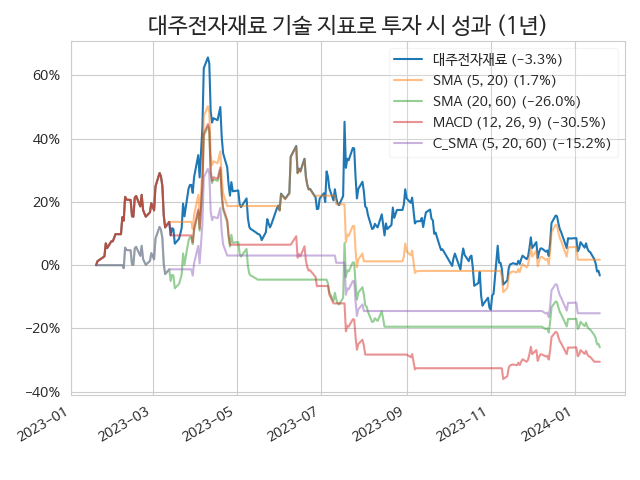 대주전자재료 기술 지표로 투자 시 성과 (1년)
대주전자재료 (−3.3%)
SMA (5, 20) (1.7%)
SMA (20, 60) (−26.0%)
MACD (12, 26, 9) (−30.5%)
C_SMA (5, 20, 60) (−15.2%)
60%
40%
20%
0%
−20%
−40%
2023−01
2023−03
2023−05
2023−07
2023−09
2023−11
2024−01